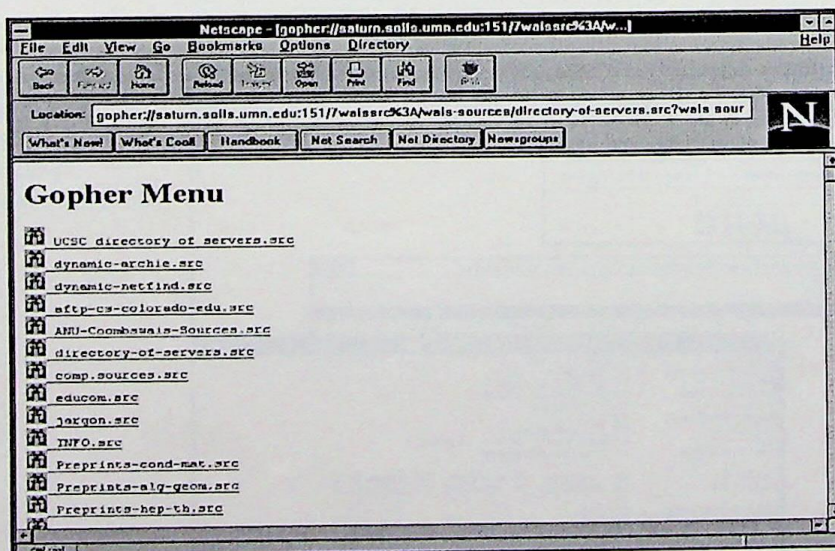 Netscape - [gopher://saturn.soils.umn.edu:151/7waissrc%3A/w...]
File Edit View Go Bookmarks Options Directory Help
Back Forward Home Reload Images Open Print Find Stop
Location: gopher://saturn.soils.umn.edu:151/7waissrc%3A/wais-sources/directory-of-servers.src?wais sour
N
What's New! What's Cool! Handbook Net Search Net Directory Newsgroups
Gopher Menu
UCSC directory of servers.src
dynamic-archie.src
dynamic-netfind.src
aftp-cs-colorado-edu.src
ANU-Coombswais-Sources.src
directory-of-servers.src
comp.sources.src
educom.src
jargon.src
INFO.src
Preprints-cond-mat.src
Preprints-alg-geom.src
Preprints-hep-th.src